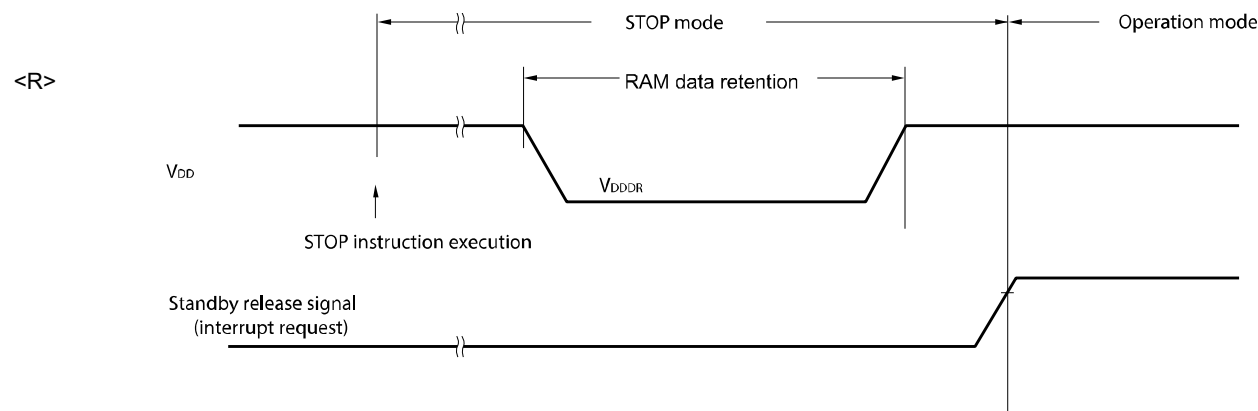 STOP mode
Operation mode
<R>
RAM data retention
VDD
VDDDR
STOP instruction execution
Standby release signal
(interrupt request)